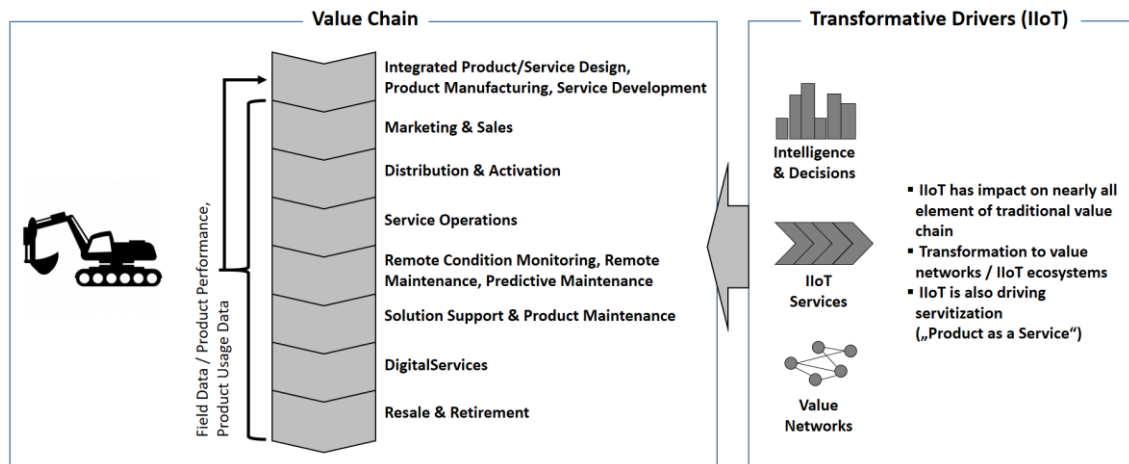 Value Chain
Integrated Product/Service Design,
Product Manufacturing, Service Development
Marketing & Sales
Distribution & Activation
Service Operations
Remote Condition Monitoring, Remote
Maintenance, Predictive Maintenance
Solution Support & Product Maintenance
DigitalServices
Resale & Retirement
Field Data / Product Performance,
Product Usage Data
Transformative Drivers (IIoT)
Intelligence
& Decisions
IIoT
Services
Value
Networks
▪ IIoT has impact on nearly all
element of traditional value
chain
▪ Transformation to value
networks / IIoT ecosystems
▪ IIoT is also driving
servitization
(„Product as a Service“)